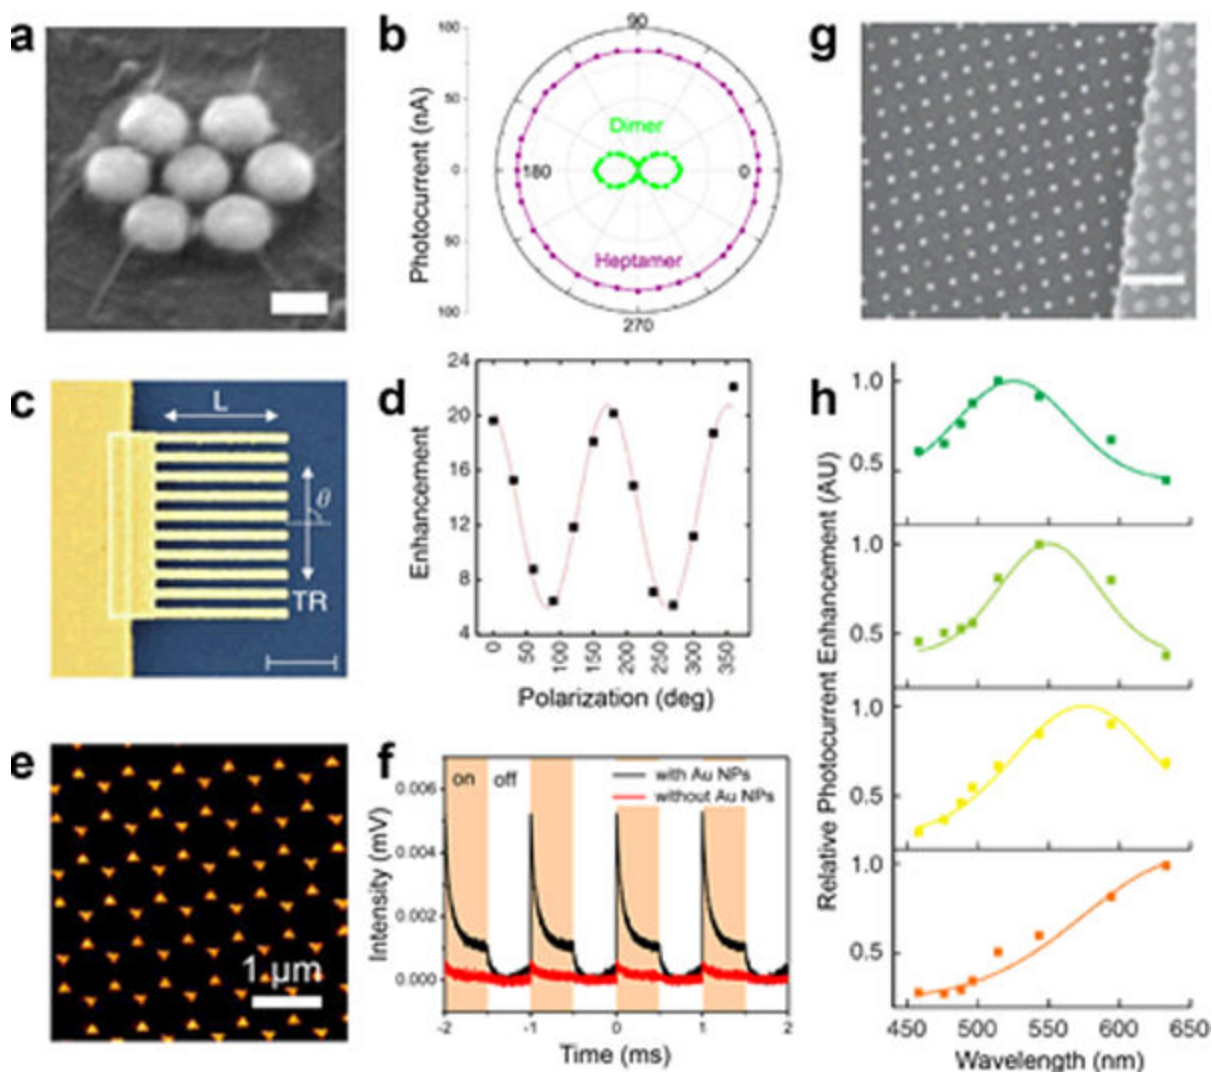 a
b
100
50
0
50
100
Photocurrent (nA)
90
180
0
270
Dimer
Heptamer
g
c
L
θ
TR
d
24
20
16
12
8
4
Enhancement
0
50
100
150
200
250
300
350
Polarization (deg)
h
1.0
0.5
1.0
0.5
1.0
0.5
1.0
0.5
Relative Photocurrent Enhancement (AU)
450 500 550 600 650
Wavelength (nm)
e
1 µm
f
on off
with Au NPs
without Au NPs
0.006
0.004
0.002
0.000
Intensity (mV)
-2 -1 0 1 2
Time (ms)